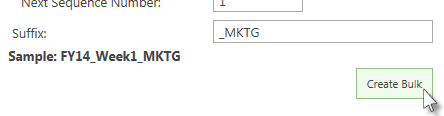 Next Sequence Number: 1
Suffix: _MKTG
Sample: FY14_Week1_MKTG
Create Bulk